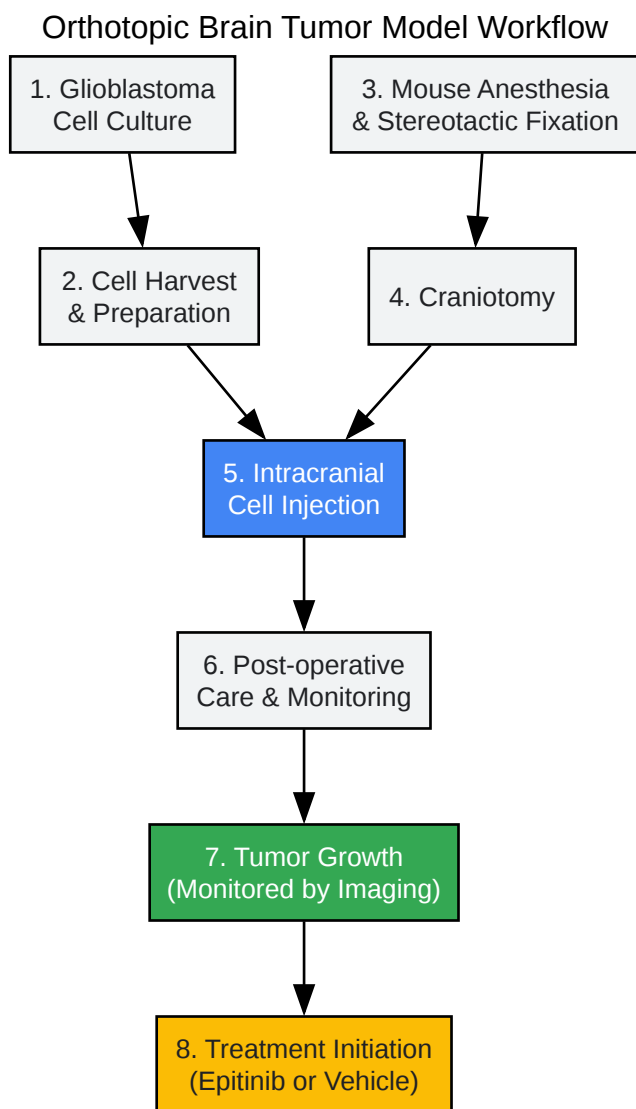 Orthotopic Brain Tumor Model Workflow
1. Glioblastoma
Cell Culture
3. Mouse Anesthesia
& Stereotactic Fixation
2. Cell Harvest
& Preparation
4. Craniotomy
5. Intracranial
Cell Injection
6. Post-operative
Care & Monitoring
7. Tumor Growth
(Monitored by Imaging)
8. Treatment Initiation
(Epitinib or Vehicle)